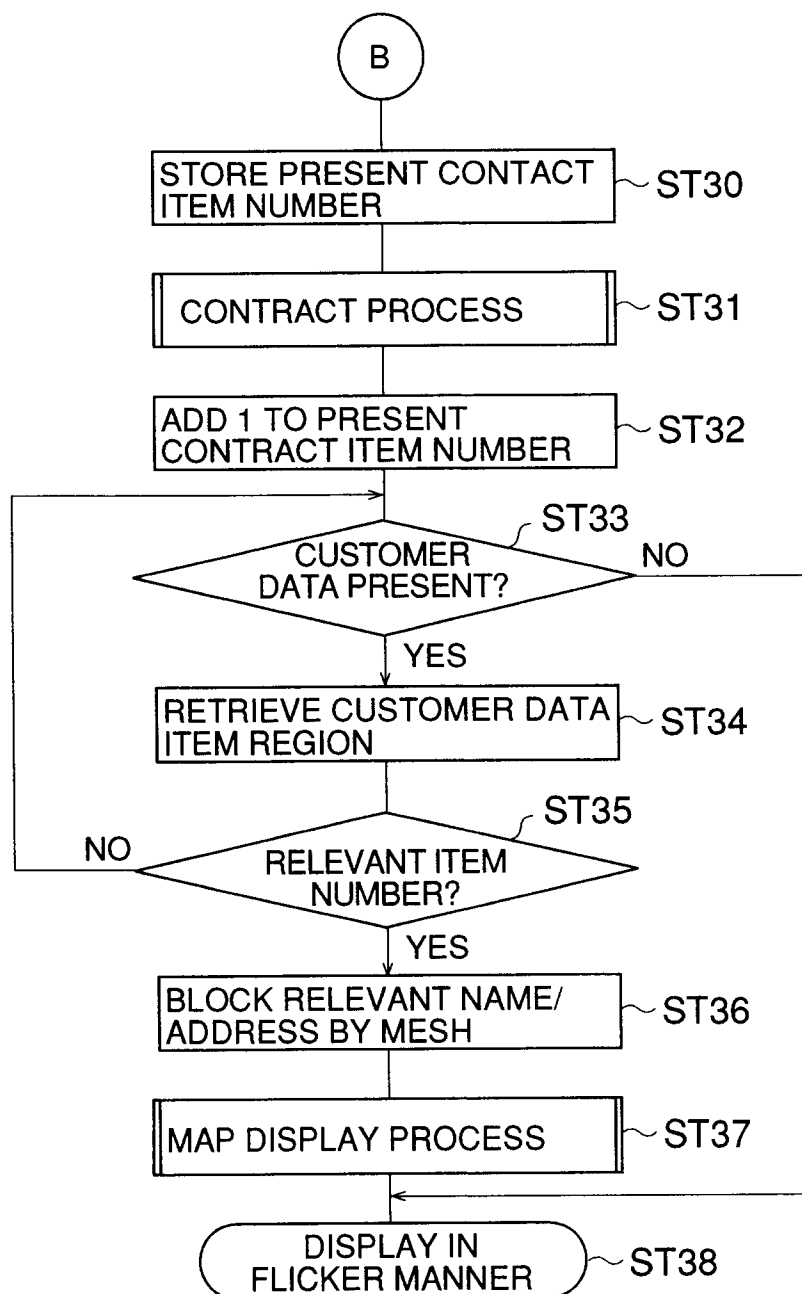 B
STORE PRESENT CONTACT
ITEM NUMBER
ST30
CONTRACT PROCESS
ST31
ADD 1 TO PRESENT
CONTRACT ITEM NUMBER
ST32
ST33
CUSTOMER
DATA PRESENT?
NO
YES
RETRIEVE CUSTOMER DATA
ITEM REGION
ST34
ST35
NO
RELEVANT ITEM
NUMBER?
YES
BLOCK RELEVANT NAME/
ADDRESS BY MESH
ST36
MAP DISPLAY PROCESS
ST37
DISPLAY IN
FLICKER MANNER
ST38